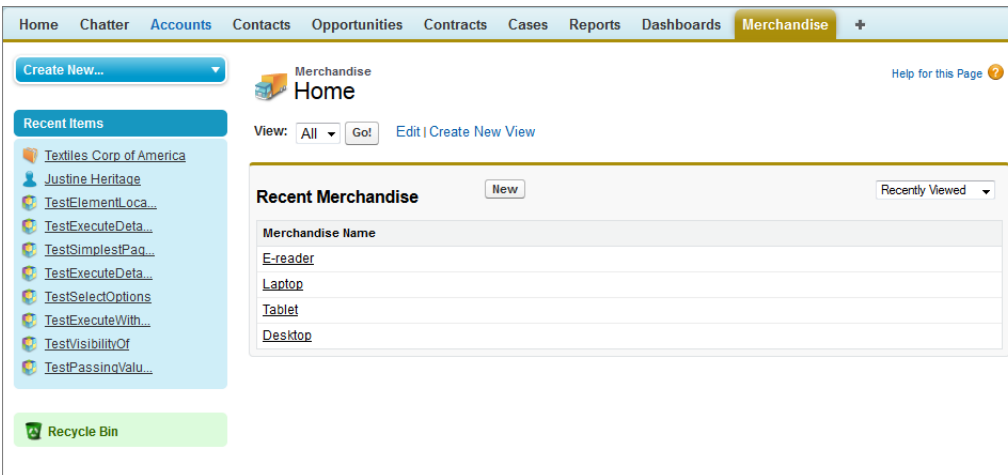 Home Chatter Accounts Contacts Opportunities Contracts Cases Reports Dashboards Merchandise +
Create New...
Recent Items
Textiles Corp of America
Justine Heritage
TestElementLoca...
TestExecuteDeta...
TestSimplestPag...
TestExecuteDeta...
TestSelectOptions
TestExecuteWith...
TestVisibilityOf
TestPassingValu...
Recycle Bin
Merchandise
Home
Help for this Page ?
View: All Go! Edit | Create New View
Recent Merchandise New Recently Viewed
Merchandise Name
E-reader
Laptop
Tablet
Desktop